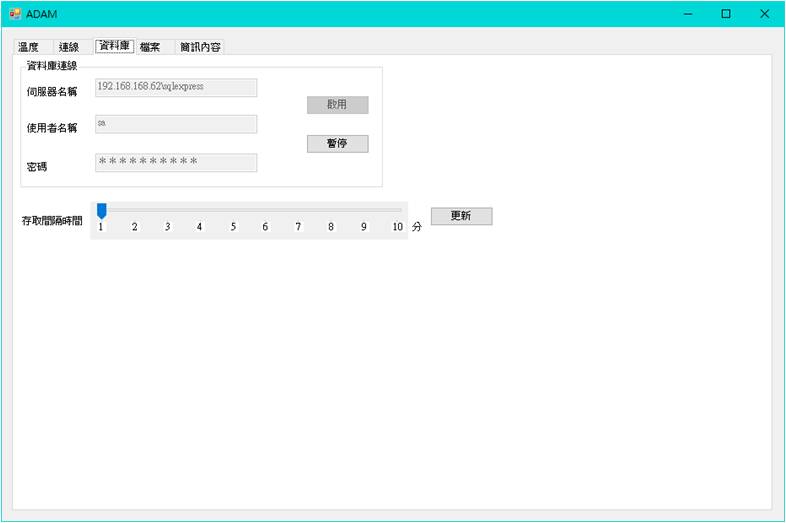 ADAM
溫度 連線 資料庫 檔案 簡訊內容
資料庫連線
伺服器名稱 192.168.168.62\sqlexpress
啟用
使用者名稱 sa
暫停
密碼 **********
存取間隔時間 1 2 3 4 5 6 7 8 9 10 分 更新